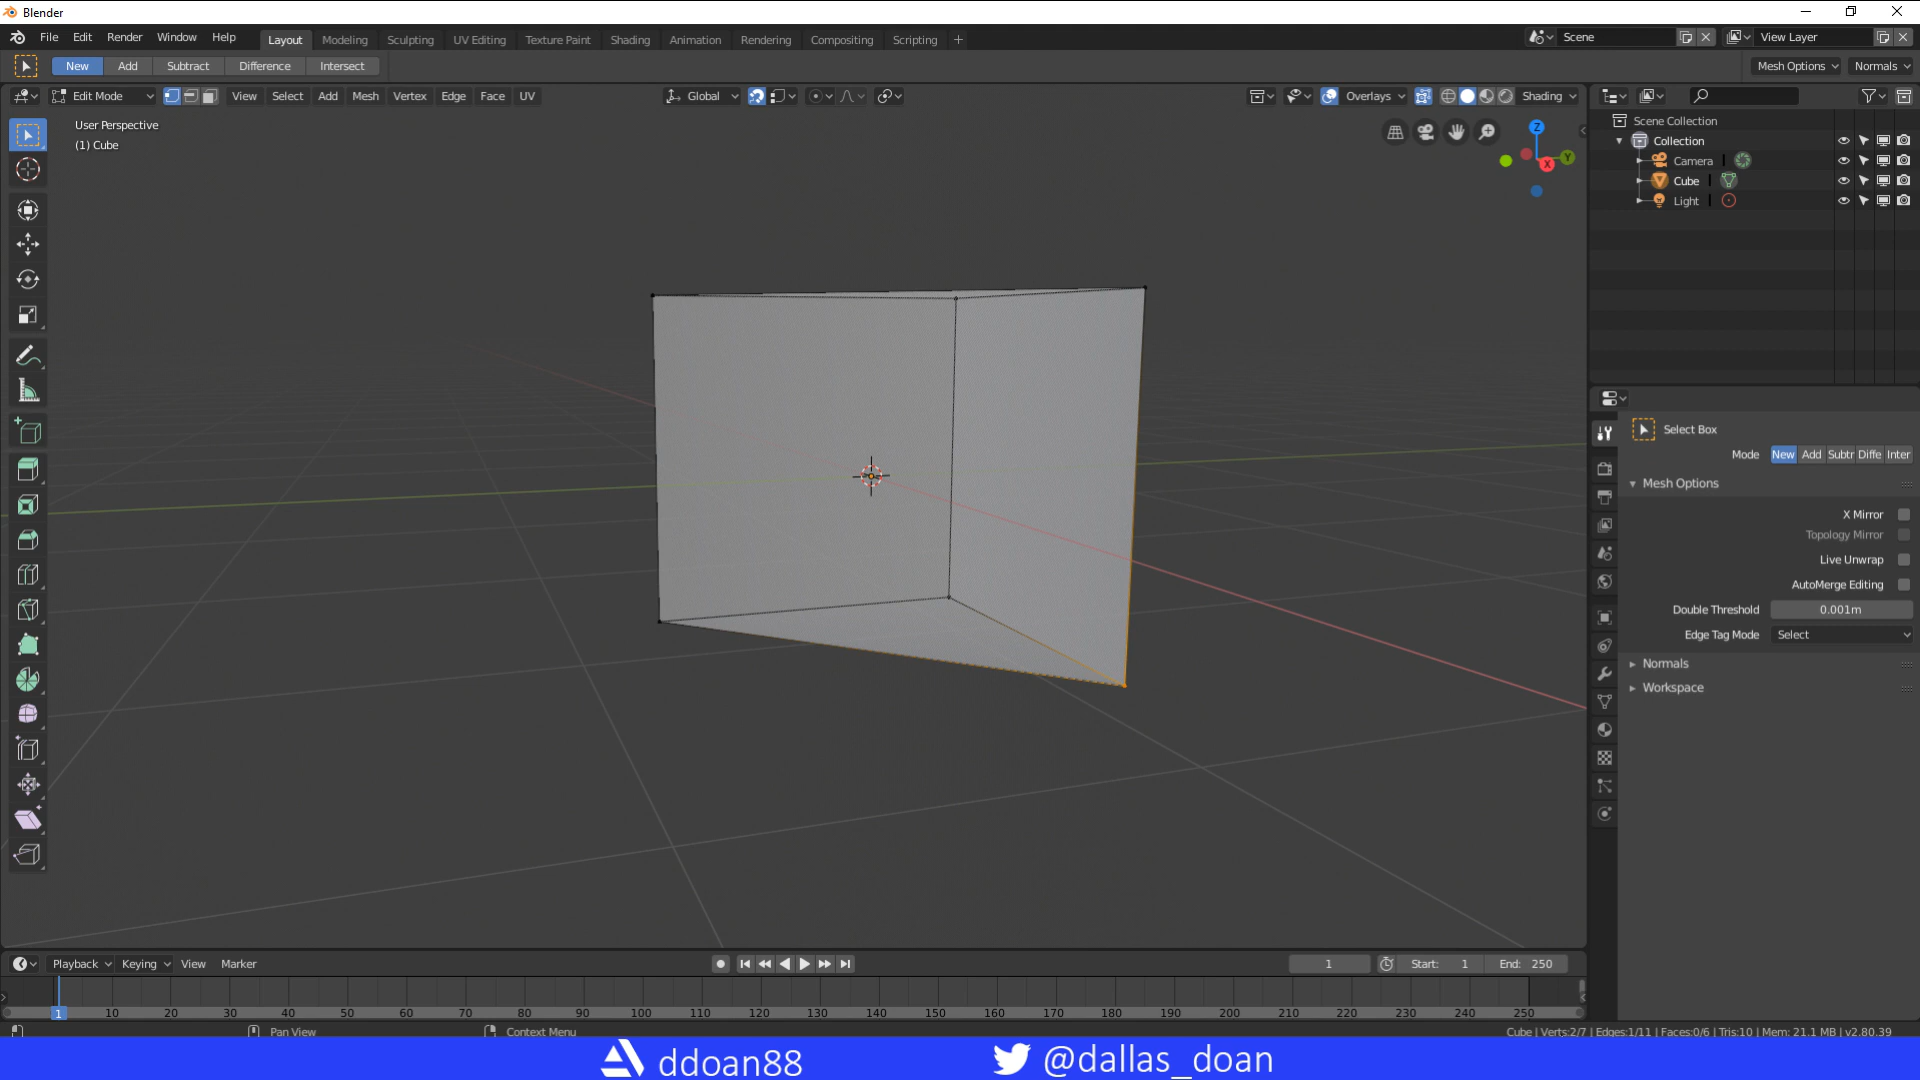 Blender
File Edit Render Window Help Layout Modeling Sculpting UV Editing Texture Paint Shading Animation Rendering Compositing Scripting + Scene View Layer
New Add Subtract Difference Intersect Mesh Options Normals
Edit Mode View Select Add Mesh Vertex Edge Face UV Global Overlays Shading
User Perspective
(1) Cube
Z
Y
X
Scene Collection
Collection
Camera
Cube
Light
Select Box
Mode New Add Subtr Diffe Inter
Mesh Options
X Mirror
Topology Mirror
Live Unwrap
AutoMerge Editing
Double Threshold 0.001m
Edge Tag Mode Select
Normals
Workspace
Playback Keying View Marker 1 Start: 1 End: 250
1 10 20 30 40 50 60 70 80 90 100 110 120 130 140 150 160 170 180 190 200 210 220 230 240 250
Pan View Context Menu Cube | Verts:2/7 | Edges:1/11 | Faces:0/6 | Tris:10 | Mem: 21.1 MB | v2.80.39
ddoan88 @dallas_doan